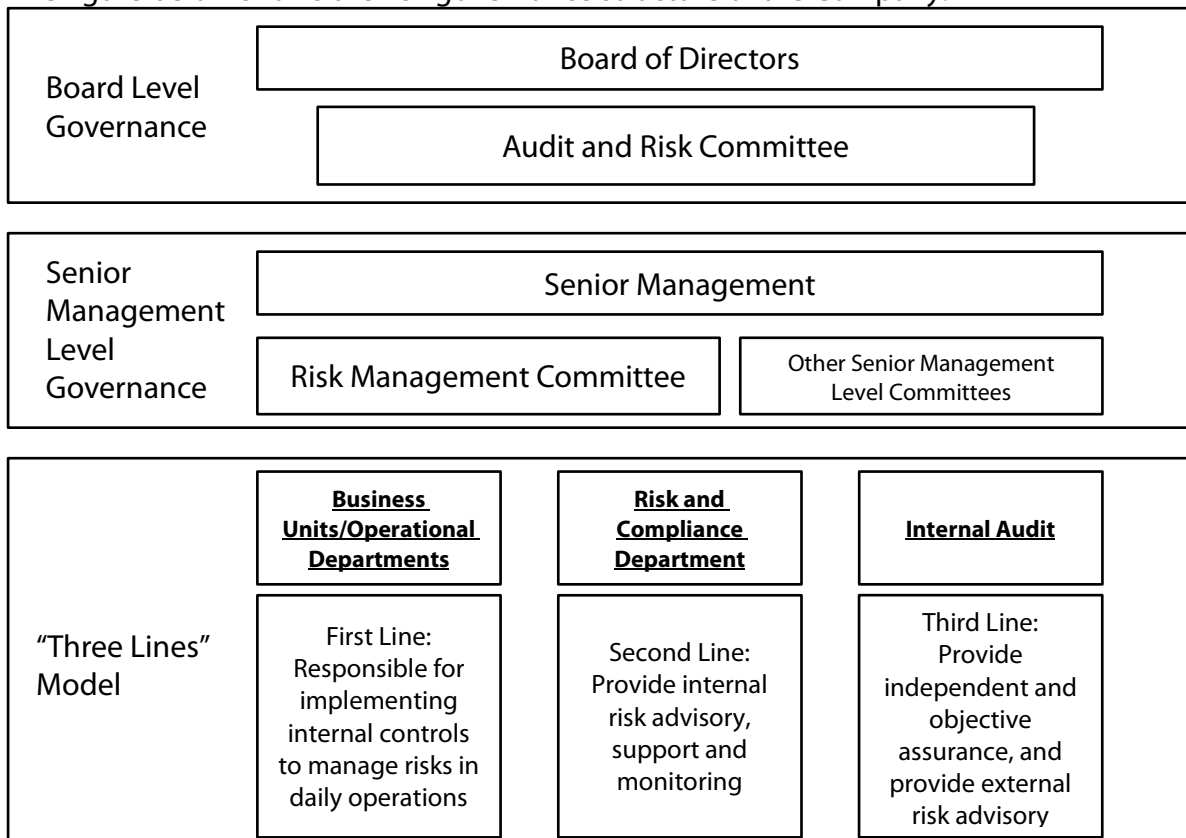 Board Level
Governance
Board of Directors
Audit and Risk Committee
Senior
Management
Level
Governance
Senior Management
Risk Management Committee
Other Senior Management
Level Committees
“Three Lines”
Model
Business
Units/Operational
Departments
First Line:
Responsible for
implementing
internal controls
to manage risks in
daily operations
Risk and
Compliance
Department
Second Line:
Provide internal
risk advisory,
support and
monitoring
Internal Audit
Third Line:
Provide
independent and
objective
assurance, and
provide external
risk advisory